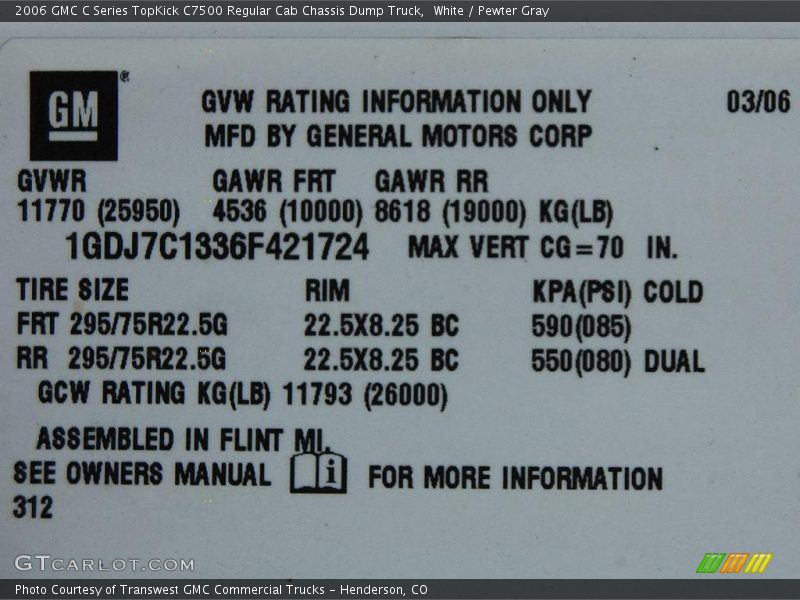 2006 GMC C Series TopKick C7500 Regular Cab Chassis Dump Truck, White / Pewter Gray
GM ®
GVW RATING INFORMATION ONLY 03/06
MFD BY GENERAL MOTORS CORP
GVWR GAWR FRT GAWR RR
11770 (25950) 4536 (10000) 8618 (19000) KG(LB)
1GDJ7C1336F421724 MAX VERT CG=70 IN.
TIRE SIZE RIM KPA(PSI) COLD
FRT 295/75R22.5G 22.5X8.25 BC 590(085)
RR 295/75R22.5G 22.5X8.25 BC 550(080) DUAL
GCW RATING KG(LB) 11793 (26000)
ASSEMBLED IN FLINT MI.
SEE OWNERS MANUAL i FOR MORE INFORMATION
312
GTCARLOT.COM
Photo Courtesy of Transwest GMC Commercial Trucks - Henderson, CO